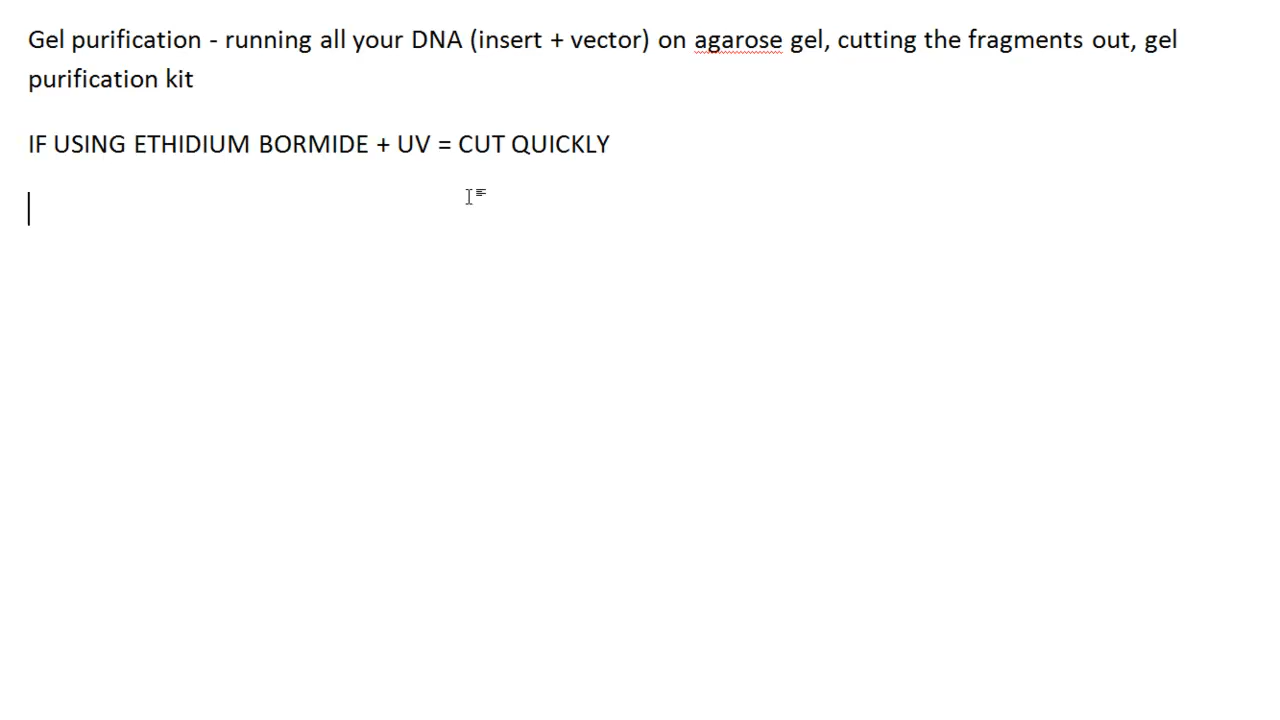 Gel purification - running all your DNA (insert + vector) on agarose gel, cutting the fragments out, gel
purification kit
IF USING ETHIDIUM BORMIDE + UV = CUT QUICKLY